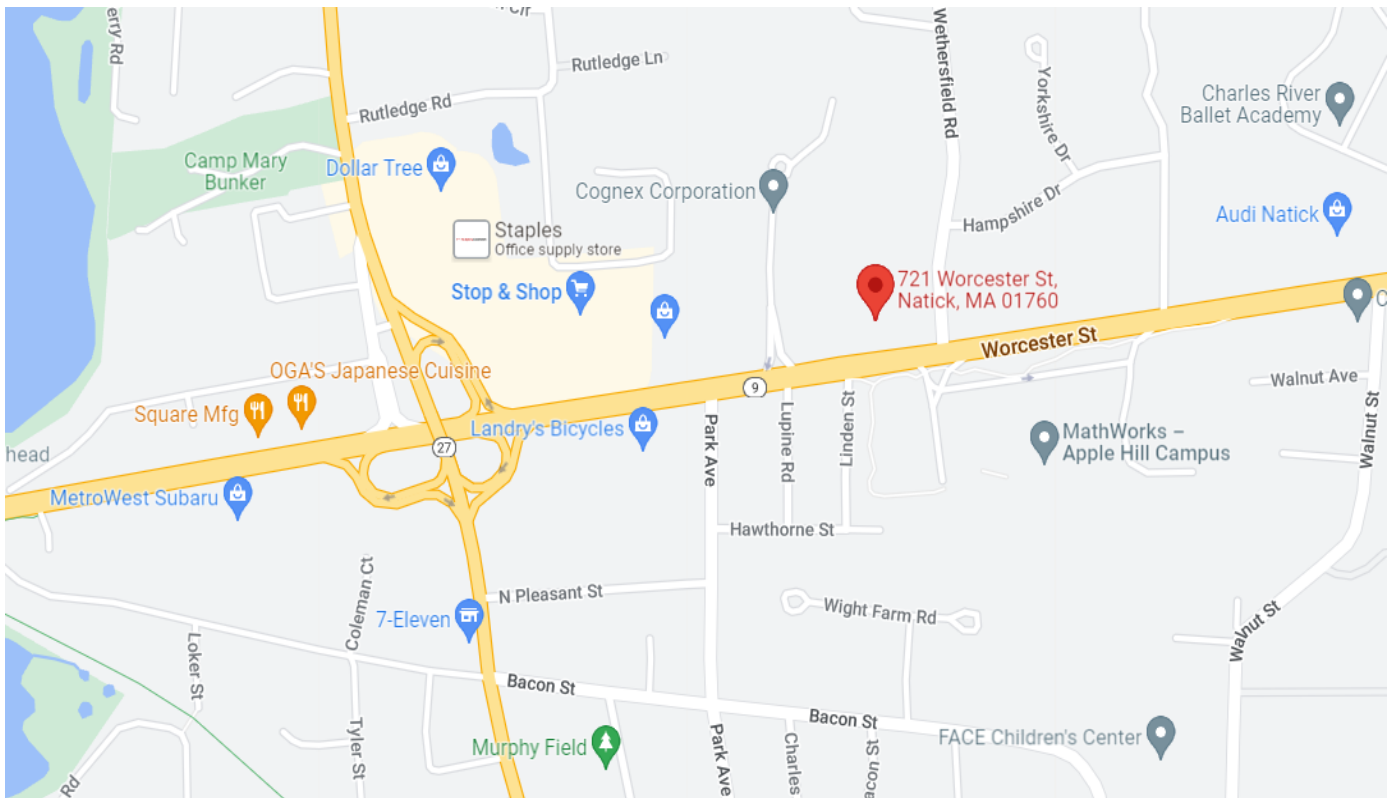 erry Rd
Rutledge Ln
Wethersfield Rd
Yorkshire Dr
Charles River
Ballet Academy
Rutledge Rd
Camp Mary
Bunker
Dollar Tree
Cognex Corporation
Hampshire Dr
Audi Natick
Staples
Office supply store
Stop & Shop
721 Worcester St,
Natick, MA 01760
C
Worcester St
OGA'S Japanese Cuisine
Square Mfg
9
Walnut Ave
Landry's Bicycles
Park Ave
Lupine Rd
Linden St
MathWorks –
Apple Hill Campus
Walnut St
head
27
MetroWest Subaru
Hawthorne St
Coleman Ct
N Pleasant St
7-Eleven
Wight Farm Rd
Walnut St
Loker St
Bacon St
Bacon St
Tyler St
Murphy Field
Park Ave
Charles
acon St
FACE Children's Center
Rd